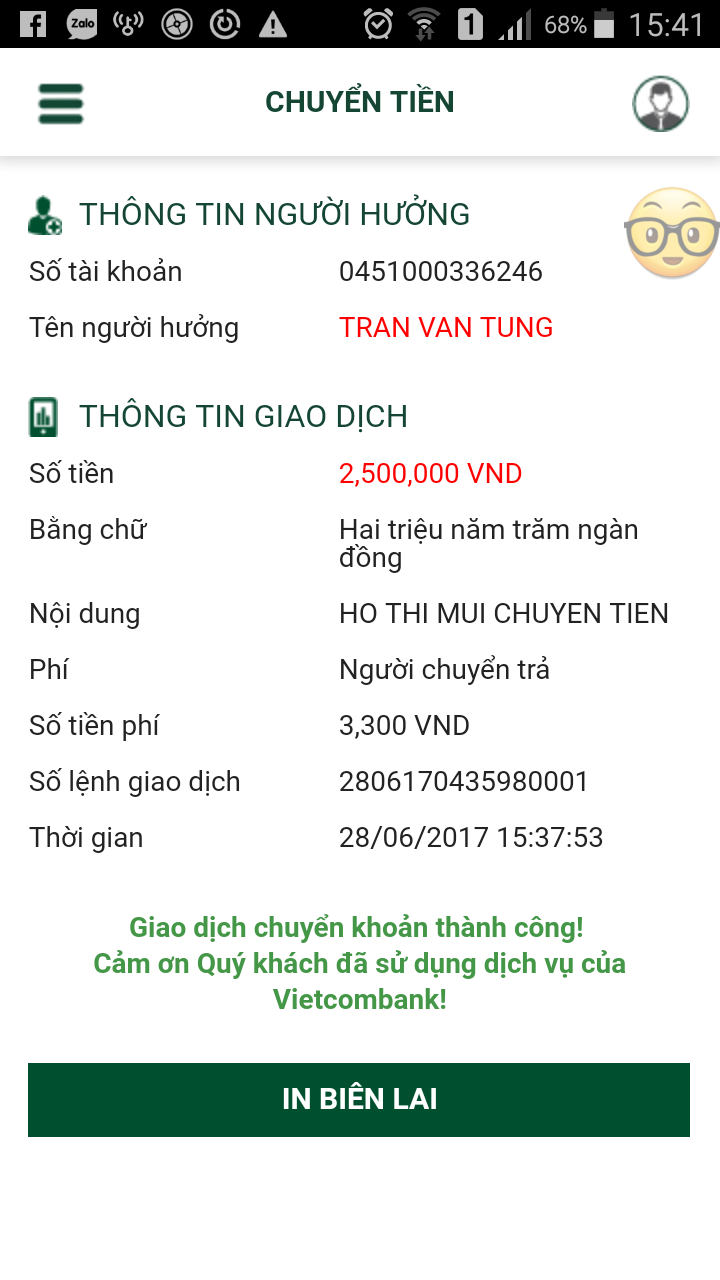 Zalo
1
68%
15:41
CHUYỂN TIỀN
THÔNG TIN NGƯỜI HƯỞNG
Số tài khoản 0451000336246
Tên người hưởng TRAN VAN TUNG
THÔNG TIN GIAO DỊCH
Số tiền 2,500,000 VND
Bằng chữ Hai triệu năm trăm ngàn
đồng
Nội dung HO THI MUI CHUYEN TIEN
Phí Người chuyển trả
Số tiền phí 3,300 VND
Số lệnh giao dịch 2806170435980001
Thời gian 28/06/2017 15:37:53
Giao dịch chuyển khoản thành công!
Cảm ơn Quý khách đã sử dụng dịch vụ của
Vietcombank!
IN BIÊN LAI